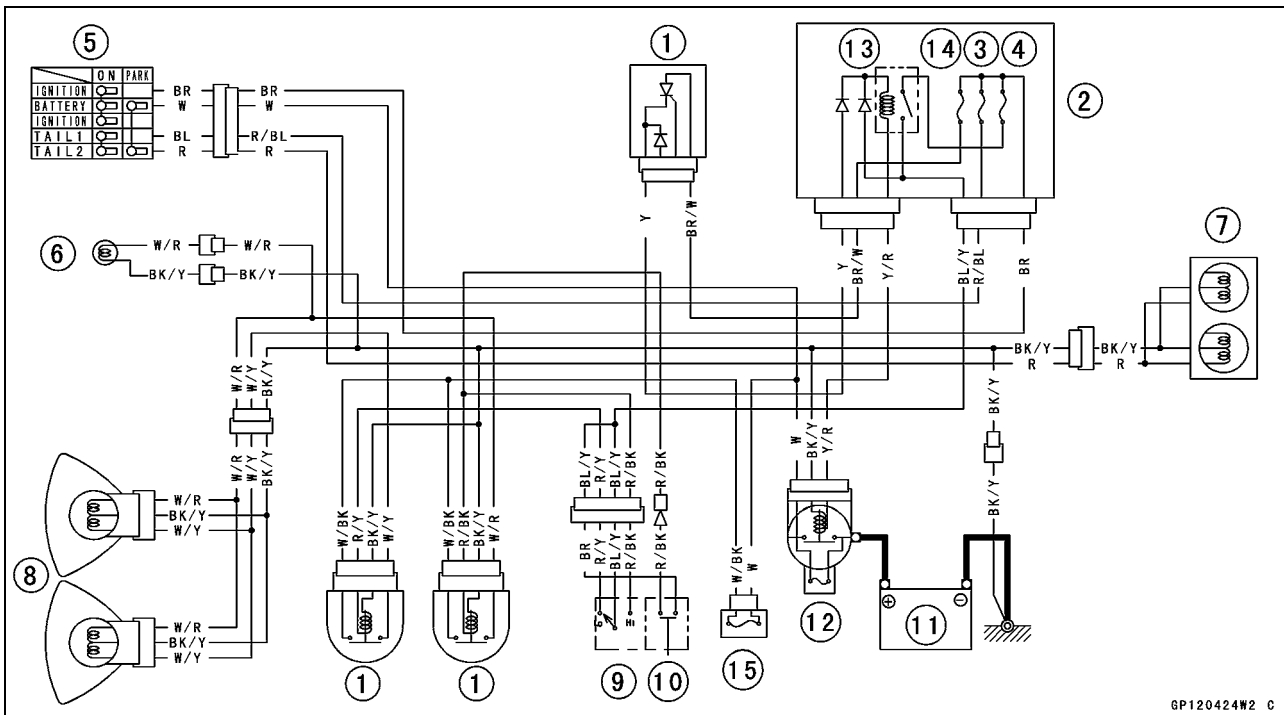 5
ON PARK
IGNITION
BATTERY
IGNITION
TAIL1
TAIL2
BR
W
BL
R
BR
W
R/BL
R
1
Y
BR/W
13
14
3
4
2
Y
BR/W
Y/R
BL/Y
R/BL
BR
6
W/R
W/R
BK/Y
BK/Y
7
BK/Y
R
BK/Y
R
W/R
W/Y
BK/Y
W/R
W/Y
BK/Y
8
W/R
BK/Y
W/Y
W/R
BK/Y
W/Y
W/BK
R/Y
BK/Y
W/Y
1
W/BK
R/BK
BK/Y
W/R
1
BL/Y
R/Y
BL/Y
R/BK
BR
R/Y
BL/Y
R/BK
Hi
9
R/BK
R/BK
10
W/BK
W
15
W
BK/Y
Y/R
12
+
−
11
BK/Y
BK/Y
GP120424W2 C